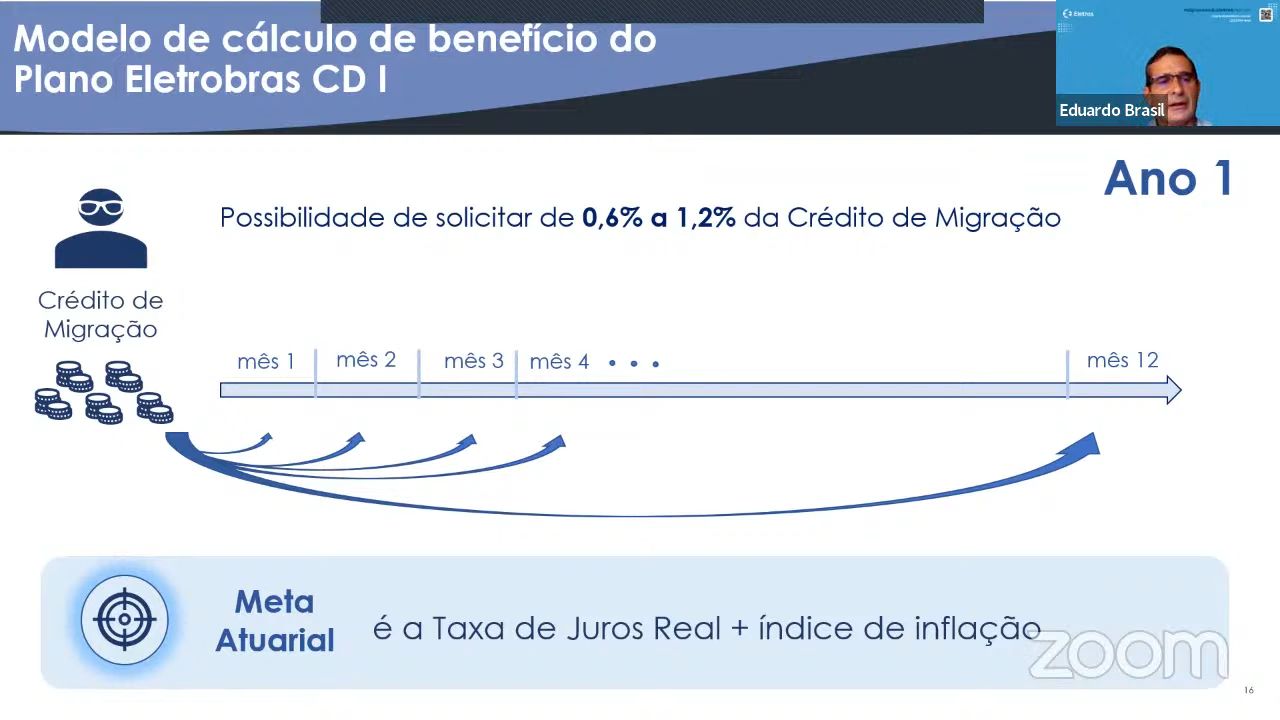 Modelo de cálculo de benefício do
Plano Eletrobras CD I
Eletros
Eduardo Brasil
Ano 1
Possibilidade de solicitar de 0,6% a 1,2% da Crédito de Migração
Crédito de
Migração
mês 1
mês 2
mês 3
mês 4
• • •
mês 12
Meta
Atuarial
é a Taxa de Juros Real + índice de inflação
zoom
16